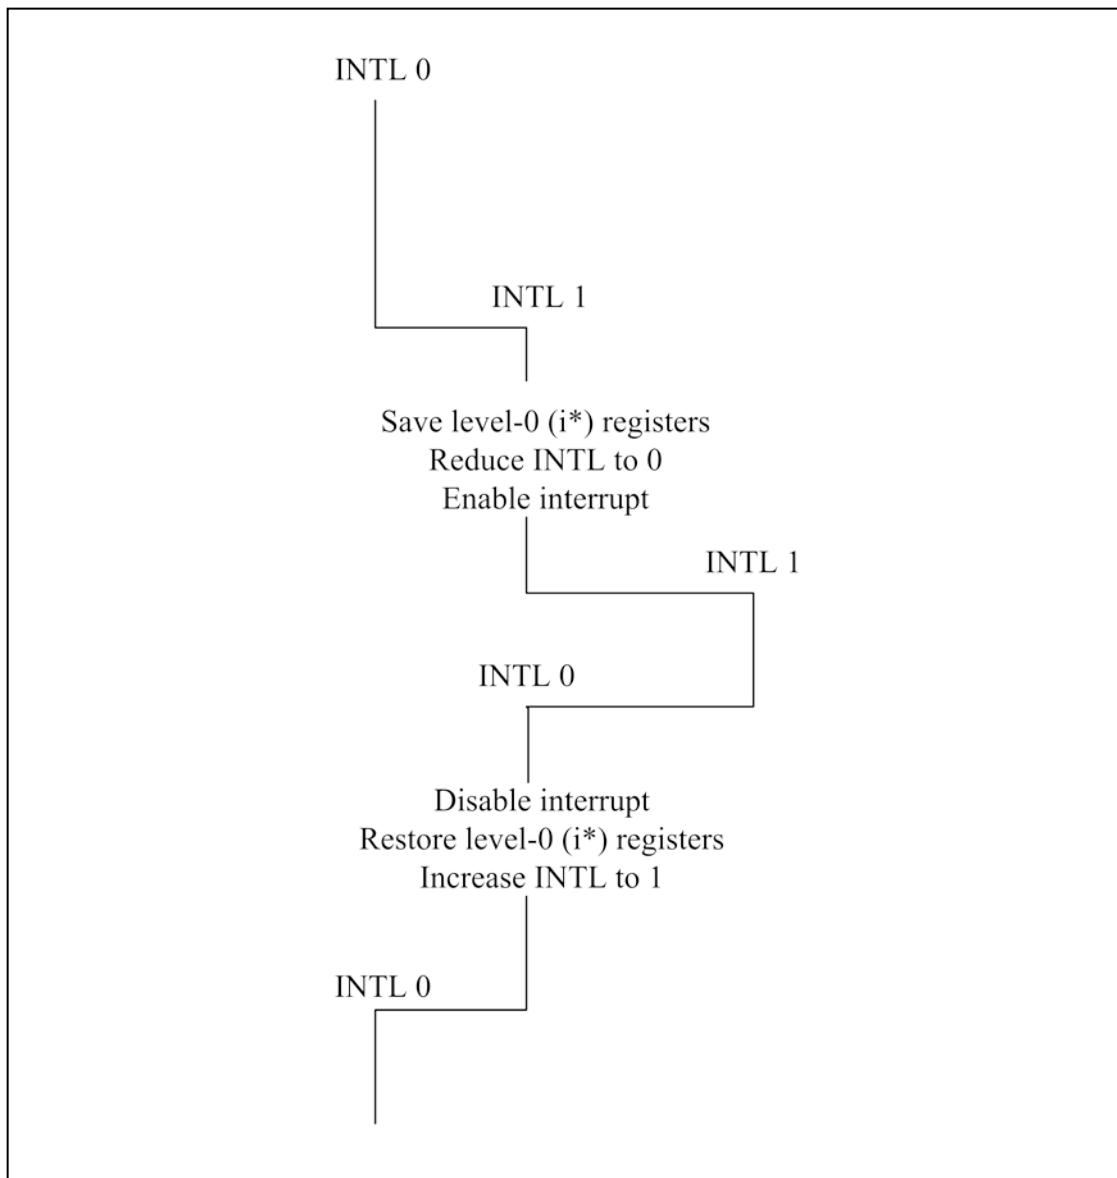 INTL 0
INTL 1
Save level-0 (i*) registers
Reduce INTL to 0
Enable interrupt
INTL 1
INTL 0
Disable interrupt
Restore level-0 (i*) registers
Increase INTL to 1
INTL 0